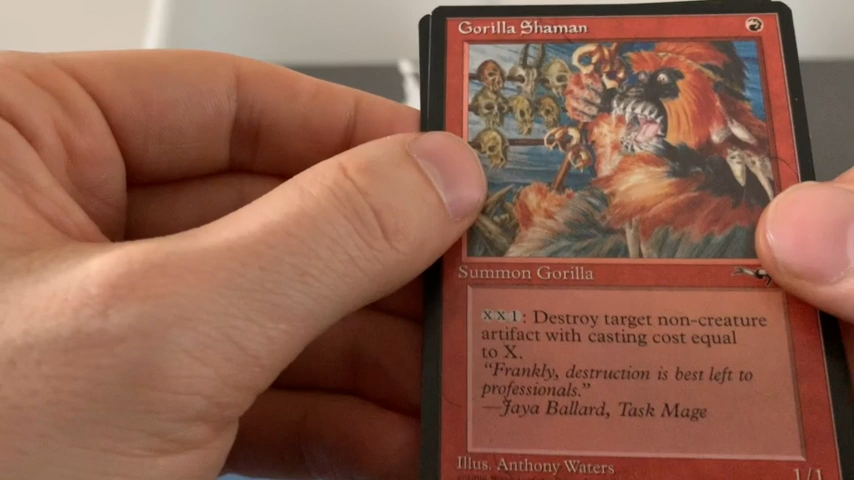 Gorilla Shaman
Summon Gorilla
XX1: Destroy target non-creature
artifact with casting cost equal
to X.
"Frankly, destruction is best left to
professionals."
—Jaya Ballard, Task Mage
Illus. Anthony Waters
1/1